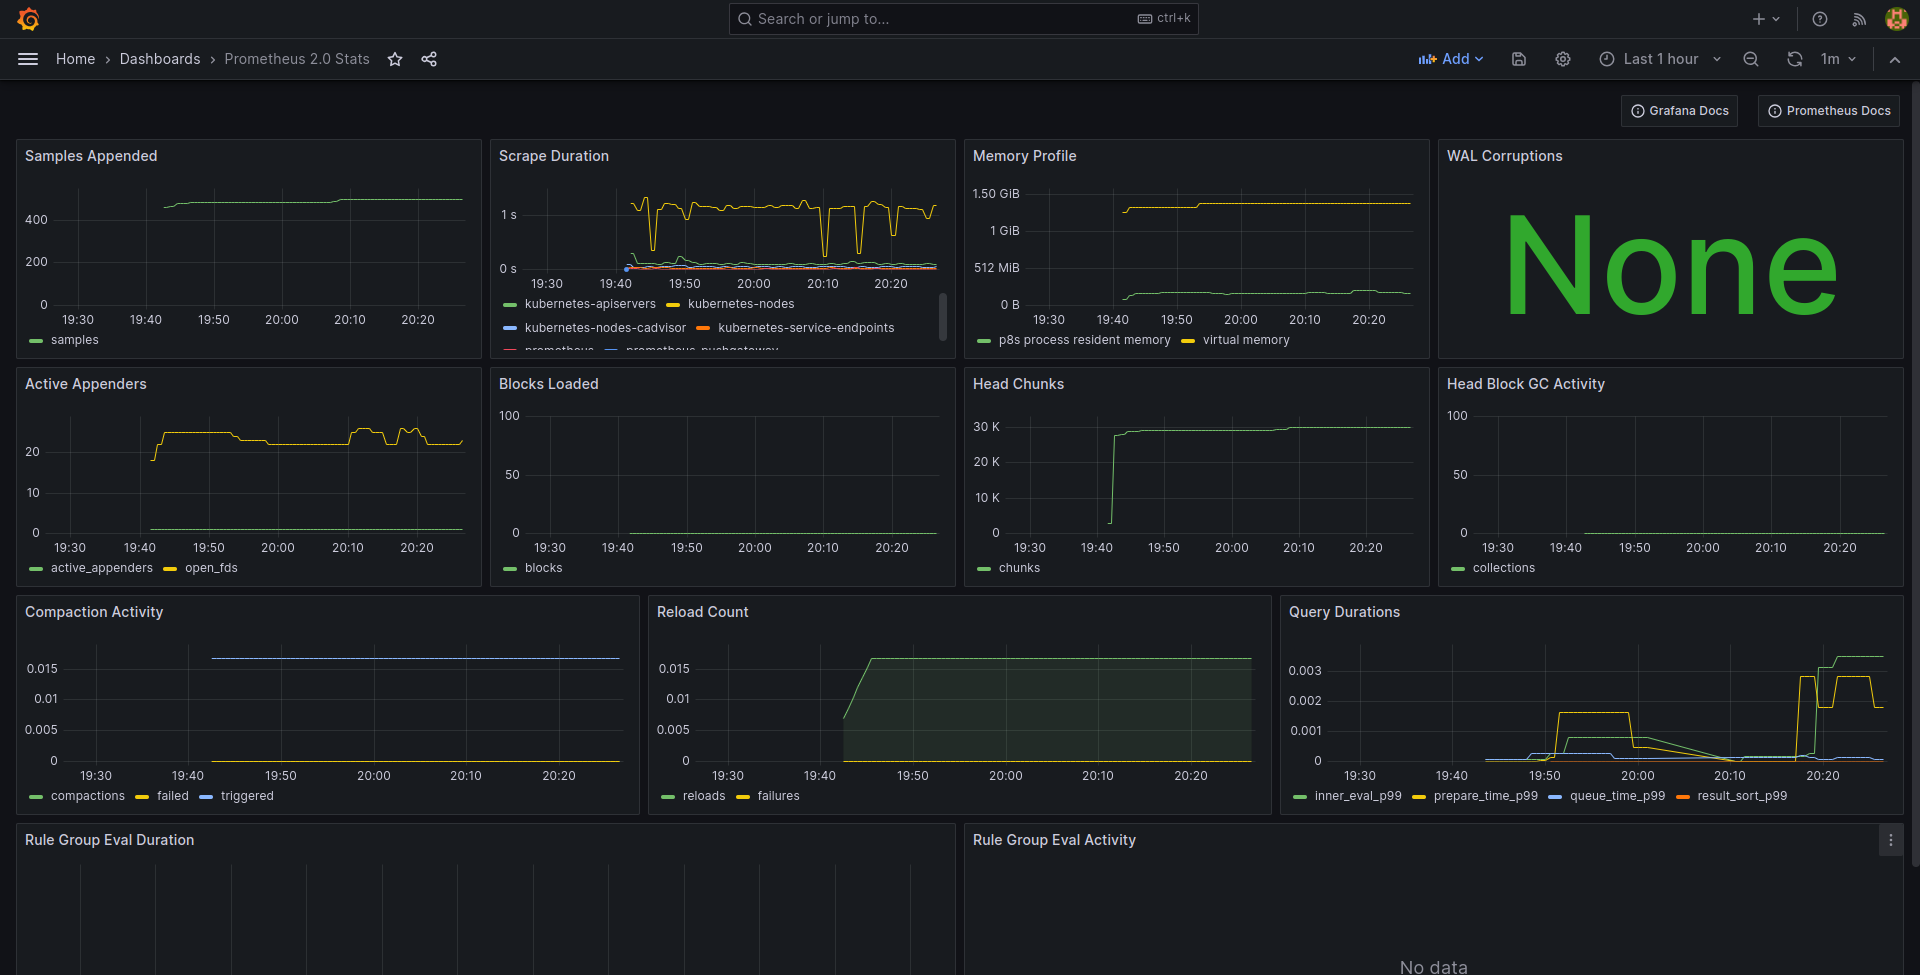 Search or jump to...
ctrl+k
Home › Dashboards › Prometheus 2.0 Stats
Add
Last 1 hour
1m
Grafana Docs
Prometheus Docs
Samples Appended
400
200
0
19:30 19:40 19:50 20:00 20:10 20:20
samples
Scrape Duration
1 s
0 s
19:30 19:40 19:50 20:00 20:10 20:20
kubernetes-apiservers kubernetes-nodes
kubernetes-nodes-cadvisor kubernetes-service-endpoints
prometheus prometheus-pushgateway
Memory Profile
1.50 GiB
1 GiB
512 MiB
0 B
19:30 19:40 19:50 20:00 20:10 20:20
p8s process resident memory virtual memory
WAL Corruptions
None
Active Appenders
20
10
0
19:30 19:40 19:50 20:00 20:10 20:20
active_appenders open_fds
Blocks Loaded
100
50
0
19:30 19:40 19:50 20:00 20:10 20:20
blocks
Head Chunks
30 K
20 K
10 K
0
19:30 19:40 19:50 20:00 20:10 20:20
chunks
Head Block GC Activity
100
50
0
19:30 19:40 19:50 20:00 20:10 20:20
collections
Compaction Activity
0.015
0.01
0.005
0
19:30 19:40 19:50 20:00 20:10 20:20
compactions failed triggered
Reload Count
0.015
0.01
0.005
0
19:30 19:40 19:50 20:00 20:10 20:20
reloads failures
Query Durations
0.003
0.002
0.001
0
19:30 19:40 19:50 20:00 20:10 20:20
inner_eval_p99 prepare_time_p99 queue_time_p99 result_sort_p99
Rule Group Eval Duration
Rule Group Eval Activity
No data